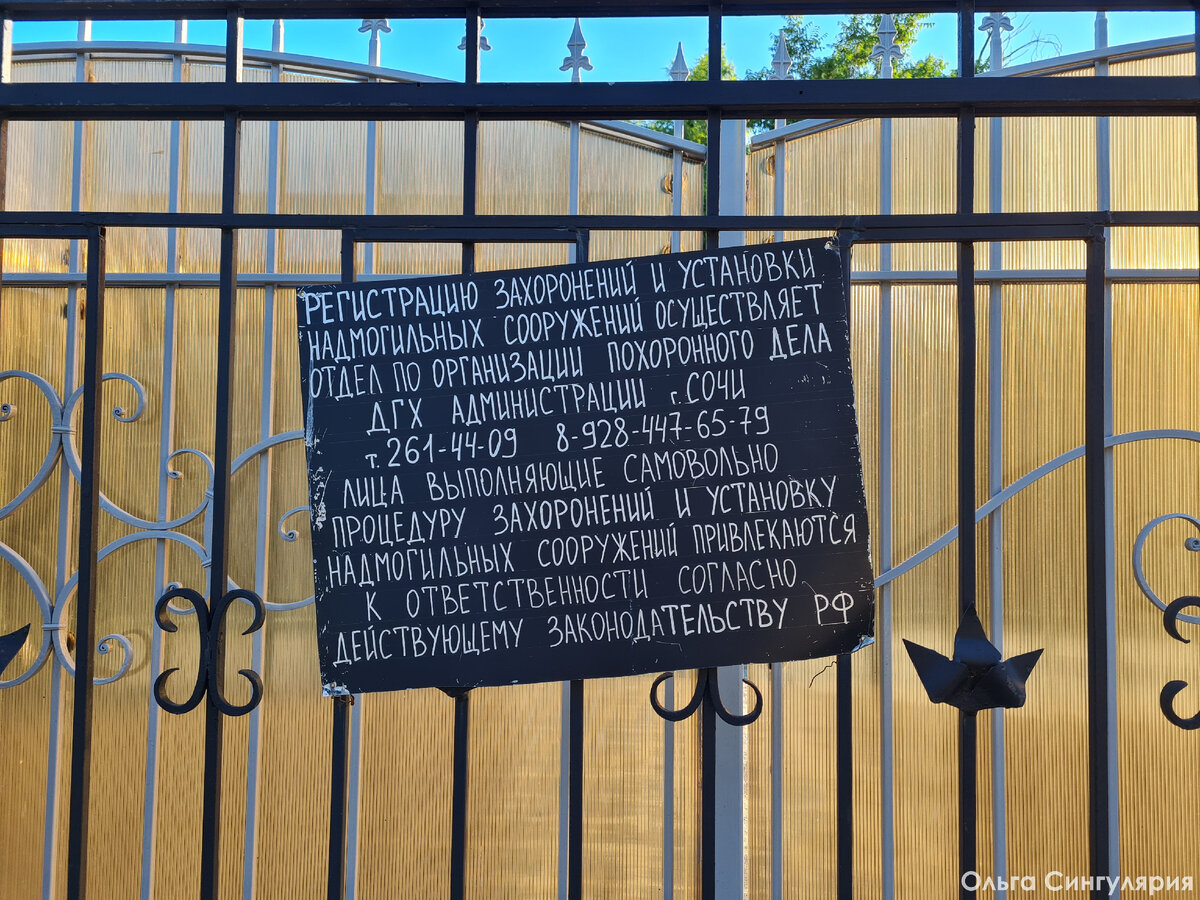 РЕГИСТРАЦИЮ ЗАХОРОНЕНИЙ И УСТАНОВКИ
НАДМОГИЛЬНЫХ СООРУЖЕНИЙ ОСУЩЕСТВЛЯЕТ
ОТДЕЛ ПО ОРГАНИЗАЦИИ ПОХОРОННОГО ДЕЛА
ДГХ АДМИНИСТРАЦИИ г. СОЧИ
т. 261-44-09 8-928-447-65-79
ЛИЦА ВЫПОЛНЯЮЩИЕ САМОВОЛЬНО
ПРОЦЕДУРУ ЗАХОРОНЕНИЙ И УСТАНОВКУ
НАДМОГИЛЬНЫХ СООРУЖЕНИЙ ПРИВЛЕКАЮТСЯ
К ОТВЕТСТВЕННОСТИ СОГЛАСНО
ДЕЙСТВУЮЩЕМУ ЗАКОНОДАТЕЛЬСТВУ РФ
Ольга Сингулярия